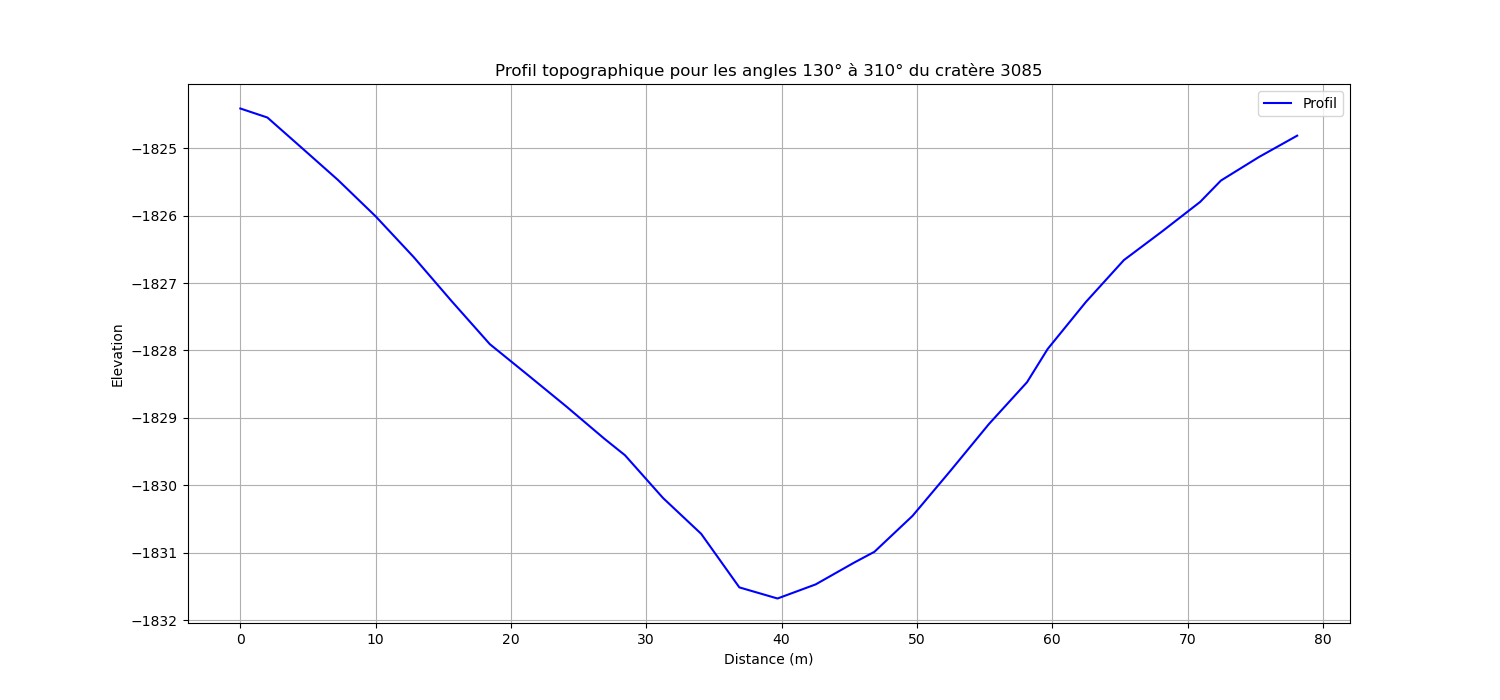 Profil topographique pour les angles 130° à 310° du cratère 3085
Profil
Elevation
−1825
−1826
−1827
−1828
−1829
−1830
−1831
−1832
0 10 20 30 40 50 60 70 80
Distance (m)